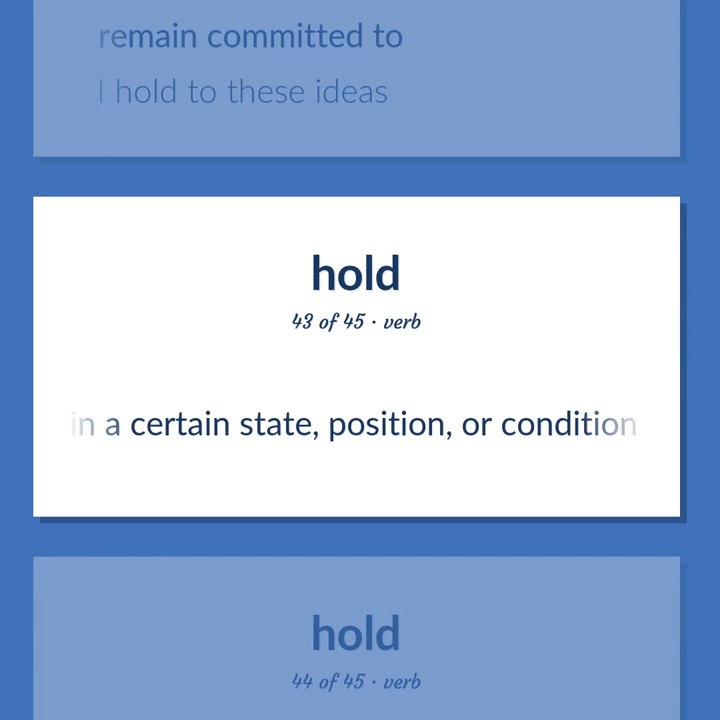 remain committed to
I hold to these ideas
hold
43 of 45 · verb
in a certain state, position, or condition
hold
44 of 45 · verb